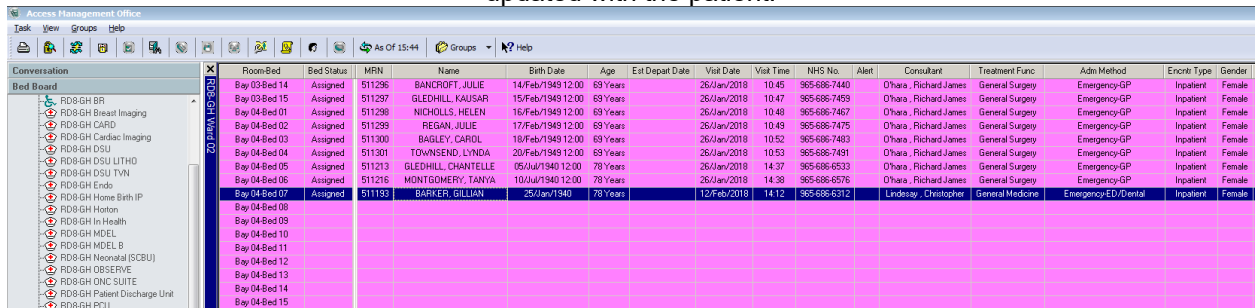 updated with the patient.
Access Management Office
Task View Groups Help
As Of 15:44 Groups Help
Conversation
Bed Board
RD8-GH BR
RD8-GH Breast Imaging
RD8-GH CARD
RD8-GH Cardiac Imaging
RD8-GH DSU
RD8-GH DSU LITHO
RD8-GH DSU TVN
RD8-GH Endo
RD8-GH Home Birth IP
RD8-GH Horton
RD8-GH In Health
RD8-GH MDEL
RD8-GH MDEL B
RD8-GH Neonatal (SCBU)
RD8-GH OBSERVE
RD8-GH ONC SUITE
RD8-GH Patient Discharge Unit
RD8-GH PCU
RD8-GH Ward 02
Room-Bed Bed Status MRN Name Birth Date Age Est Depart Date Visit Date Visit Time NHS No. Alert Consultant Treatment Func Adm Method Encntr Type Gender
Bay 03-Bed 14 Assigned 511296 BANCROFT, JULIE 14/Feb/1949 12:00 69 Years 26/Jan/2018 10:45 965-686-7440 O'hara , Richard James General Surgery Emergency-GP Inpatient Female
Bay 03-Bed 15 Assigned 511297 GLEDHILL, KAUSAR 15/Feb/1949 12:00 69 Years 26/Jan/2018 10:47 965-686-7459 O'hara , Richard James General Surgery Emergency-GP Inpatient Female
Bay 04-Bed 01 Assigned 511298 NICHOLLS, HELEN 16/Feb/1949 12:00 69 Years 26/Jan/2018 10:48 965-686-7467 O'hara , Richard James General Surgery Emergency-GP Inpatient Female
Bay 04-Bed 02 Assigned 511299 REGAN, JULIE 17/Feb/1949 12:00 69 Years 26/Jan/2018 10:49 965-686-7475 O'hara , Richard James General Surgery Emergency-GP Inpatient Female
Bay 04-Bed 03 Assigned 511300 BAGLEY, CAROL 18/Feb/1949 12:00 69 Years 26/Jan/2018 10:52 965-686-7483 O'hara , Richard James General Surgery Emergency-GP Inpatient Female
Bay 04-Bed 04 Assigned 511301 TOWNSEND, LYNDA 20/Feb/1949 12:00 69 Years 26/Jan/2018 10:53 965-686-7491 O'hara , Richard James General Surgery Emergency-GP Inpatient Female
Bay 04-Bed 05 Assigned 511213 GLEDHILL, CHANTELLE 05/Jul/1940 12:00 78 Years 26/Jan/2018 14:37 965-686-6533 O'hara , Richard James General Surgery Emergency-GP Inpatient Female
Bay 04-Bed 06 Assigned 511216 MONTGOMERY, TANYA 10/Jul/1940 12:00 78 Years 26/Jan/2018 14:38 965-686-6576 O'hara , Richard James General Surgery Emergency-GP Inpatient Female
Bay 04-Bed 07 Assigned 511193 BARKER, GILLIAN 25/Jan/1940 78 Years 12/Feb/2018 14:12 965-686-6312 Lindesay , Christopher General Medicine Emergency-ED/Dental Inpatient Female
Bay 04-Bed 08
Bay 04-Bed 09
Bay 04-Bed 10
Bay 04-Bed 11
Bay 04-Bed 12
Bay 04-Bed 13
Bay 04-Bed 14
Bay 04-Bed 15